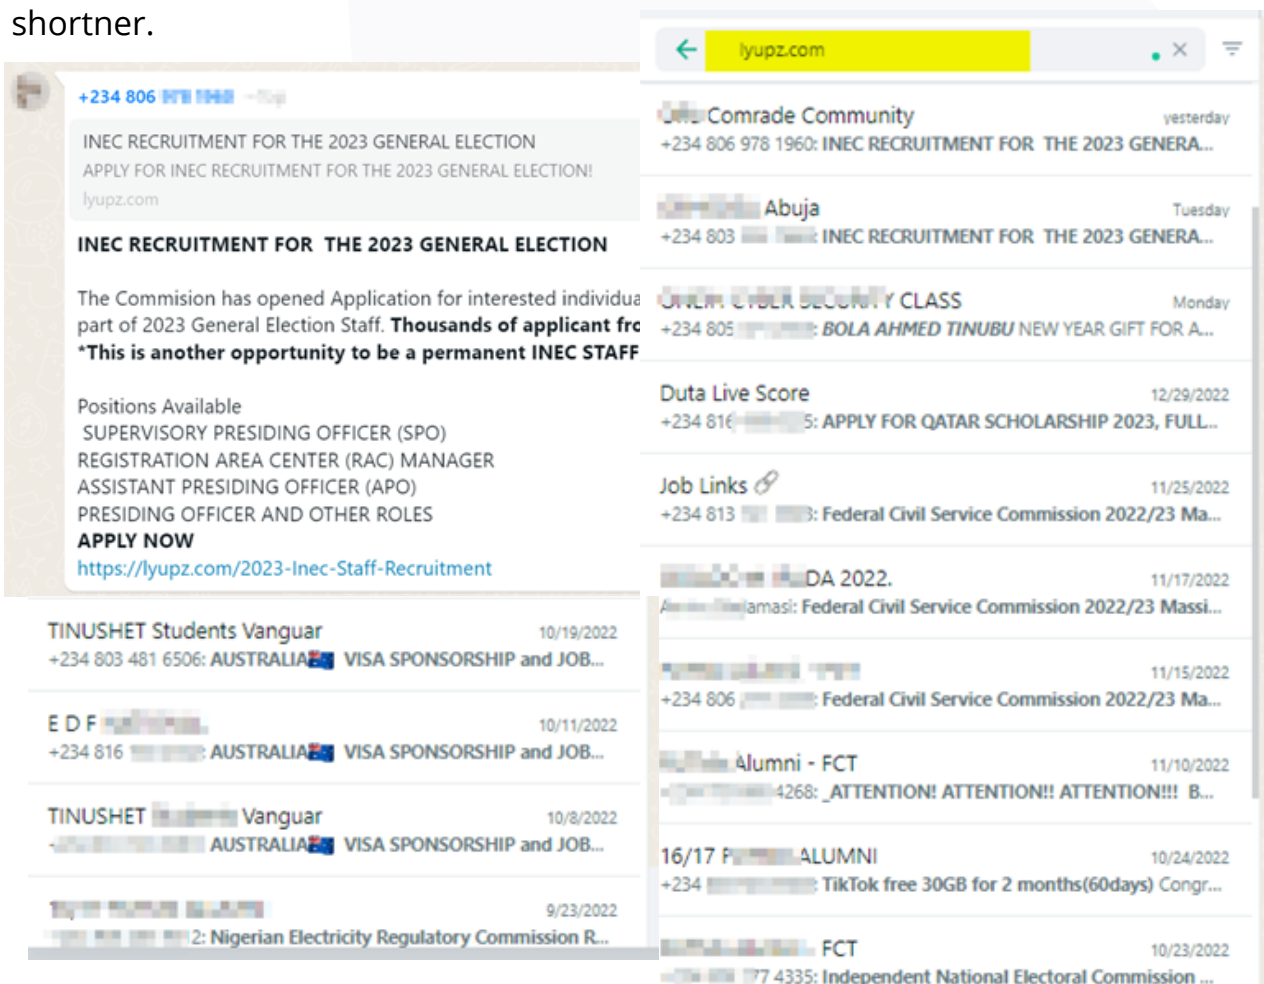 shortner.
+234 806
INEC RECRUITMENT FOR THE 2023 GENERAL ELECTION
APPLY FOR INEC RECRUITMENT FOR THE 2023 GENERAL ELECTION!
lyupz.com
INEC RECRUITMENT FOR THE 2023 GENERAL ELECTION
The Commision has opened Application for interested individua
part of 2023 General Election Staff. Thousands of applicant fro
*This is another opportunity to be a permanent INEC STAFF
Positions Available
SUPERVISORY PRESIDING OFFICER (SPO)
REGISTRATION AREA CENTER (RAC) MANAGER
ASSISTANT PRESIDING OFFICER (APO)
PRESIDING OFFICER AND OTHER ROLES
APPLY NOW
https://lyupz.com/2023-Inec-Staff-Recruitment
TINUSHET Students Vanguar 10/19/2022
+234 803 481 6506: AUSTRALIA🇦🇺 VISA SPONSORSHIP and JOB...
E D F 10/11/2022
+234 816 : AUSTRALIA🇦🇺 VISA SPONSORSHIP and JOB...
TINUSHET Vanguar 10/8/2022
AUSTRALIA🇦🇺 VISA SPONSORSHIP and JOB...
9/23/2022
2: Nigerian Electricity Regulatory Commission R...
lyupz.com
Comrade Community yesterday
+234 806 978 1960: INEC RECRUITMENT FOR THE 2023 GENERA...
Abuja Tuesday
+234 803 : INEC RECRUITMENT FOR THE 2023 GENERA...
CLASS Monday
+234 805 : BOLA AHMED TINUBU NEW YEAR GIFT FOR A...
Duta Live Score 12/29/2022
+234 816 5: APPLY FOR QATAR SCHOLARSHIP 2023, FULL...
Job Links 🔗 11/25/2022
+234 813 : Federal Civil Service Commission 2022/23 Ma...
DA 2022. 11/17/2022
lamasi: Federal Civil Service Commission 2022/23 Massi...
11/15/2022
+234 806 : Federal Civil Service Commission 2022/23 Ma...
Alumni - FCT 11/10/2022
4268: _ATTENTION! ATTENTION!! ATTENTION!!! B...
16/17 ALUMNI 10/24/2022
+234 : TikTok free 30GB for 2 months(60days) Congr...
FCT 10/23/2022
77 4335: Independent National Electoral Commission ...